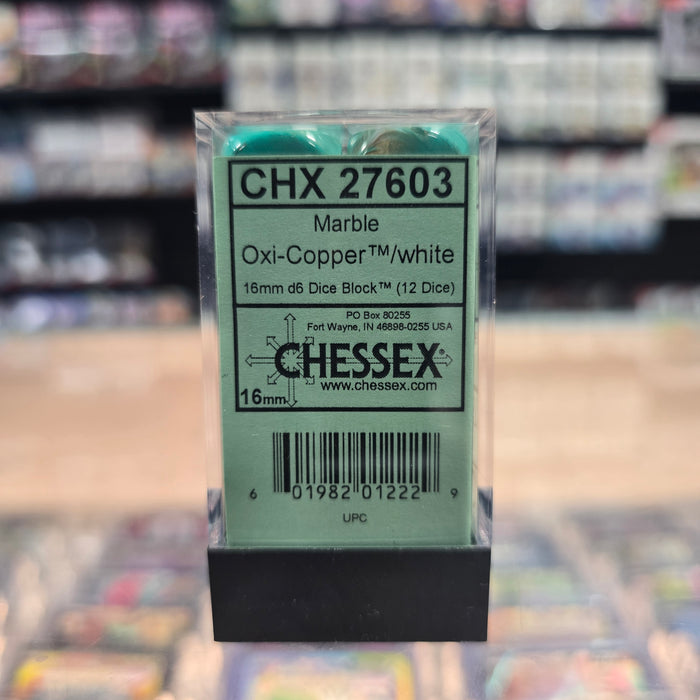 CHX 27603
Marble
Oxi-Copper™/white
16mm d6 Dice Block™ (12 Dice)
PO Box 80255
Fort Wayne, IN 46898-0255 USA
CHESSEX®
www.chessex.com
16mm
6 01982 01222 9
UPC